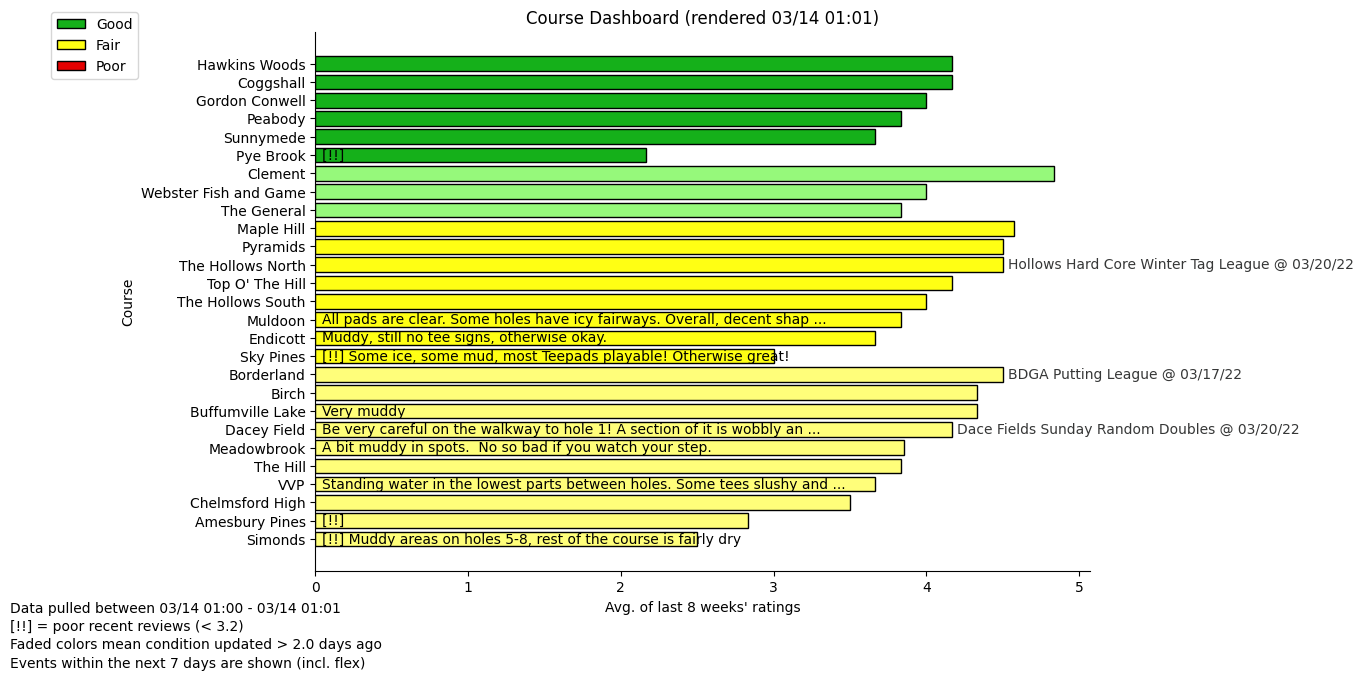 Good
Fair
Poor
Course Dashboard (rendered 03/14 01:01)
Course
Hawkins Woods
Coggshall
Gordon Conwell
Peabody
Sunnymede
Pye Brook [!!]
Clement
Webster Fish and Game
The General
Maple Hill
Pyramids
The Hollows North Hollows Hard Core Winter Tag League @ 03/20/22
Top O' The Hill
The Hollows South
Muldoon All pads are clear. Some holes have icy fairways. Overall, decent shap ...
Endicott Muddy, still no tee signs, otherwise okay.
Sky Pines [!!] Some ice, some mud, most Teepads playable! Otherwise great!
Borderland BDGA Putting League @ 03/17/22
Birch
Buffumville Lake Very muddy
Dacey Field Be very careful on the walkway to hole 1! A section of it is wobbly an ... Dace Fields Sunday Random Doubles @ 03/20/22
Meadowbrook A bit muddy in spots.  No so bad if you watch your step.
The Hill
VVP Standing water in the lowest parts between holes. Some tees slushy and ...
Chelmsford High
Amesbury Pines [!!]
Simonds [!!] Muddy areas on holes 5-8, rest of the course is fairly dry
0 1 2 3 4 5
Avg. of last 8 weeks' ratings
Data pulled between 03/14 01:00 - 03/14 01:01
[!!] = poor recent reviews (< 3.2)
Faded colors mean condition updated > 2.0 days ago
Events within the next 7 days are shown (incl. flex)